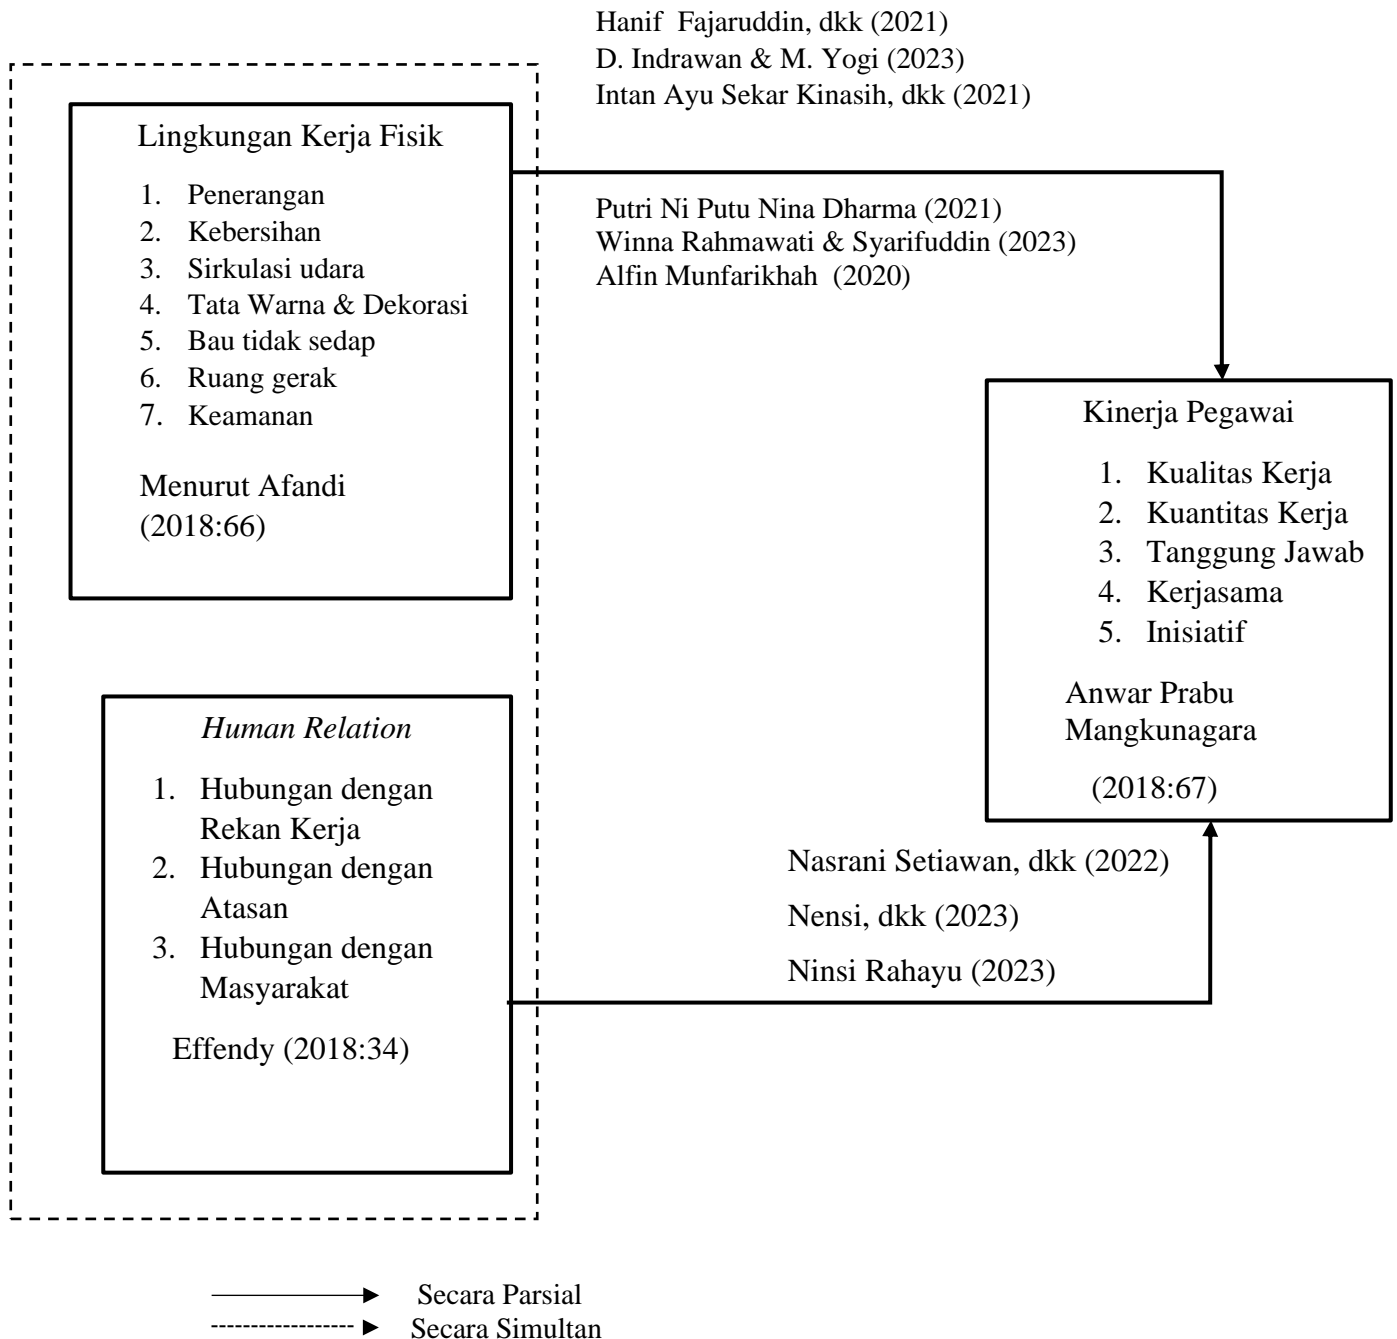 Hanif  Fajaruddin, dkk (2021)
D. Indrawan & M. Yogi (2023)
Intan Ayu Sekar Kinasih, dkk (2021)
Lingkungan Kerja Fisik
1. Penerangan
2. Kebersihan
3. Sirkulasi udara
4. Tata Warna & Dekorasi
5. Bau tidak sedap
6. Ruang gerak
7. Keamanan
Menurut Afandi
(2018:66)
Putri Ni Putu Nina Dharma (2021)
Winna Rahmawati & Syarifuddin (2023)
Alfin Munfarikhah  (2020)
Kinerja Pegawai
1. Kualitas Kerja
2. Kuantitas Kerja
3. Tanggung Jawab
4. Kerjasama
5. Inisiatif
Anwar Prabu
Mangkunagara
(2018:67)
Human Relation
1. Hubungan dengan
Rekan Kerja
2. Hubungan dengan
Atasan
3. Hubungan dengan
Masyarakat
Effendy (2018:34)
Nasrani Setiawan, dkk (2022)
Nensi, dkk (2023)
Ninsi Rahayu (2023)
Secara Parsial
Secara Simultan